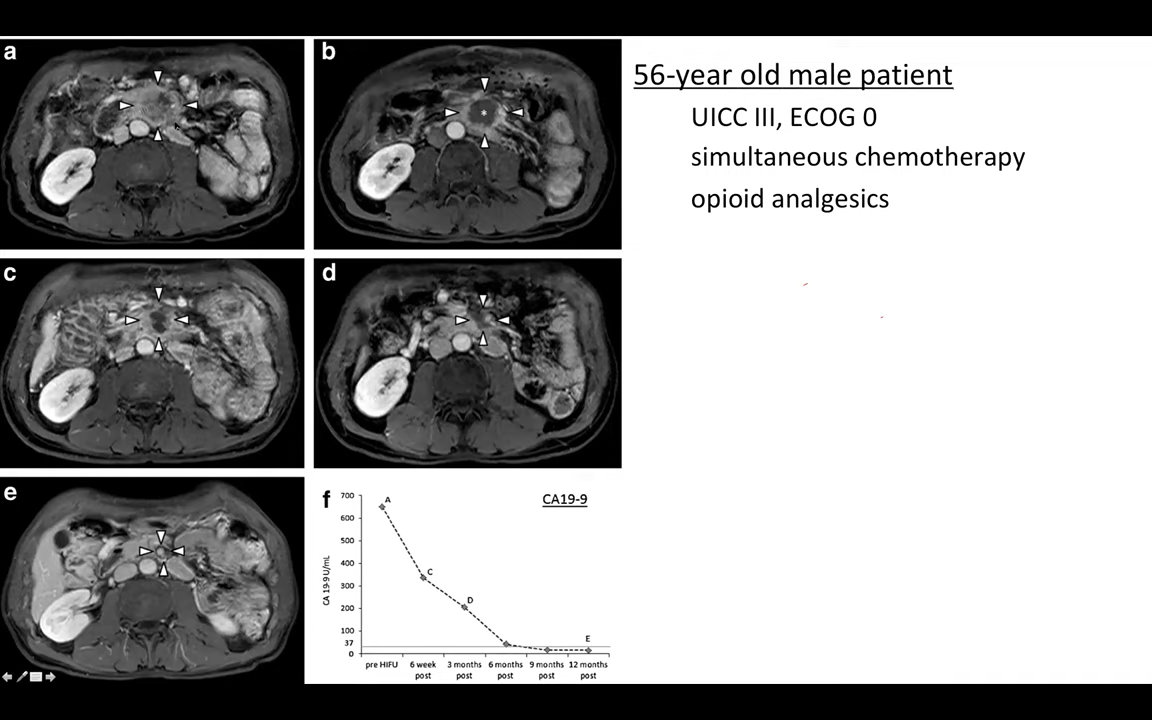 a
b
56-year old male patient
UICC III, ECOG 0
simultaneous chemotherapy
opioid analgesics
*
c
d
e
f
CA19-9
CA 19-9 U/mL
700
600
500
400
300
200
100
37
0
A
C
D
E
pre HIFU
6 week post
3 months post
6 months post
9 months post
12 months post